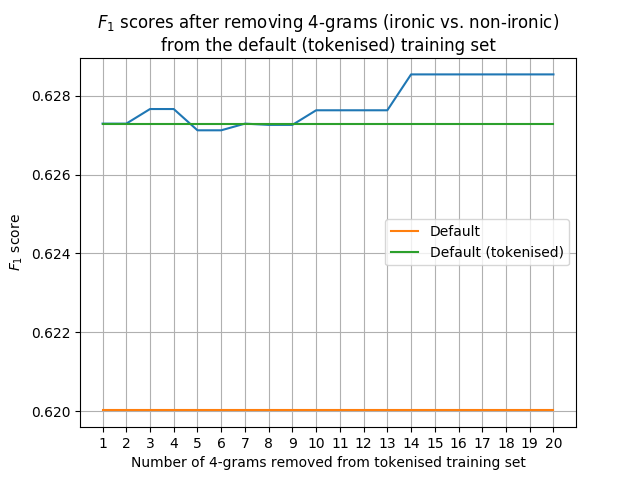 F₁ scores after removing 4-grams (ironic vs. non-ironic)
from the default (tokenised) training set
F₁ score
0.628
0.626
0.624
0.622
0.620
Default
Default (tokenised)
1 2 3 4 5 6 7 8 9 10 11 12 13 14 15 16 17 18 19 20
Number of 4-grams removed from tokenised training set